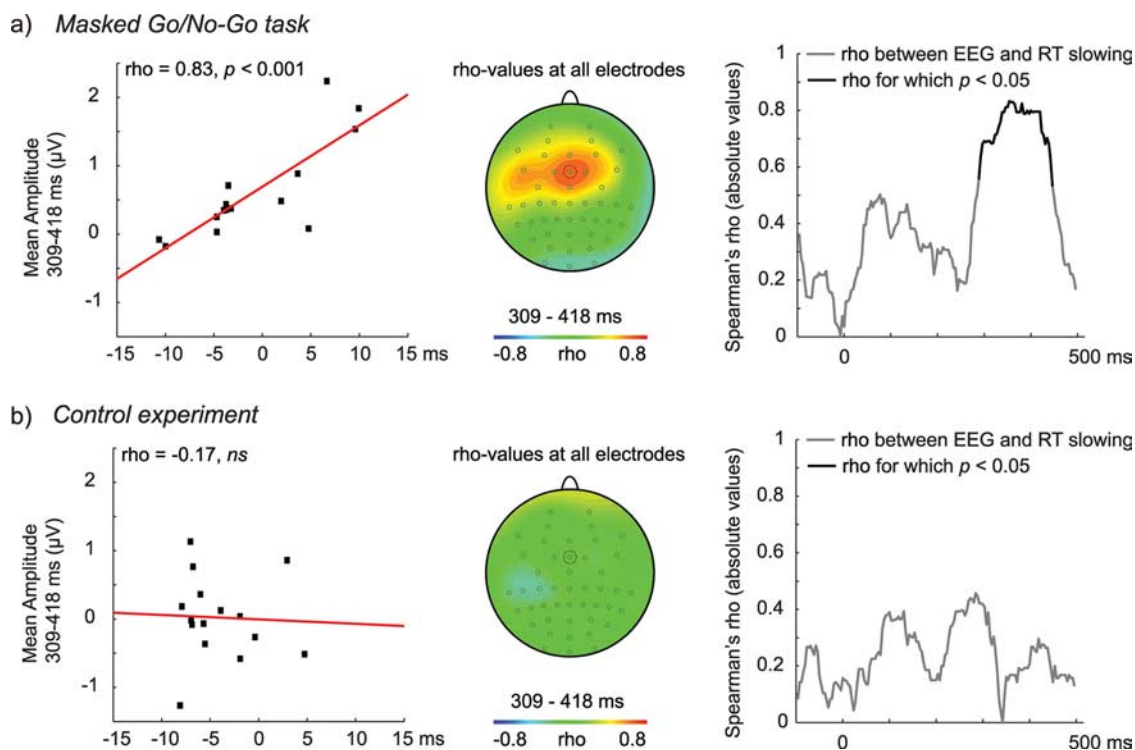 a) Masked Go/No-Go task
rho = 0.83, p < 0.001
Mean Amplitude
309-418 ms (µV)
2
1
0
-1
-15 -10 -5 0 5 10 15 ms
rho-values at all electrodes
309 - 418 ms
-0.8 rho 0.8
rho between EEG and RT slowing
rho for which p < 0.05
Spearman's rho (absolute values)
1
0.8
0.6
0.4
0.2
0
0 500 ms
b) Control experiment
rho = -0.17, ns
Mean Amplitude
309-418 ms (µV)
2
1
0
-1
-15 -10 -5 0 5 10 15 ms
rho-values at all electrodes
309 - 418 ms
-0.8 rho 0.8
rho between EEG and RT slowing
rho for which p < 0.05
Spearman's rho (absolute values)
1
0.8
0.6
0.4
0.2
0
0 500 ms